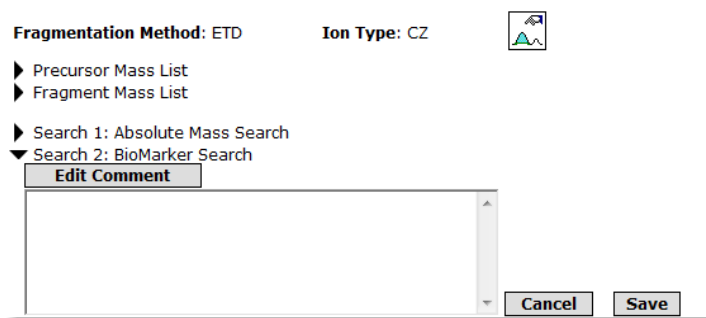 Fragmentation Method: ETD Ion Type: CZ
Precursor Mass List
Fragment Mass List
Search 1: Absolute Mass Search
Search 2: BioMarker Search
Edit Comment
Cancel Save